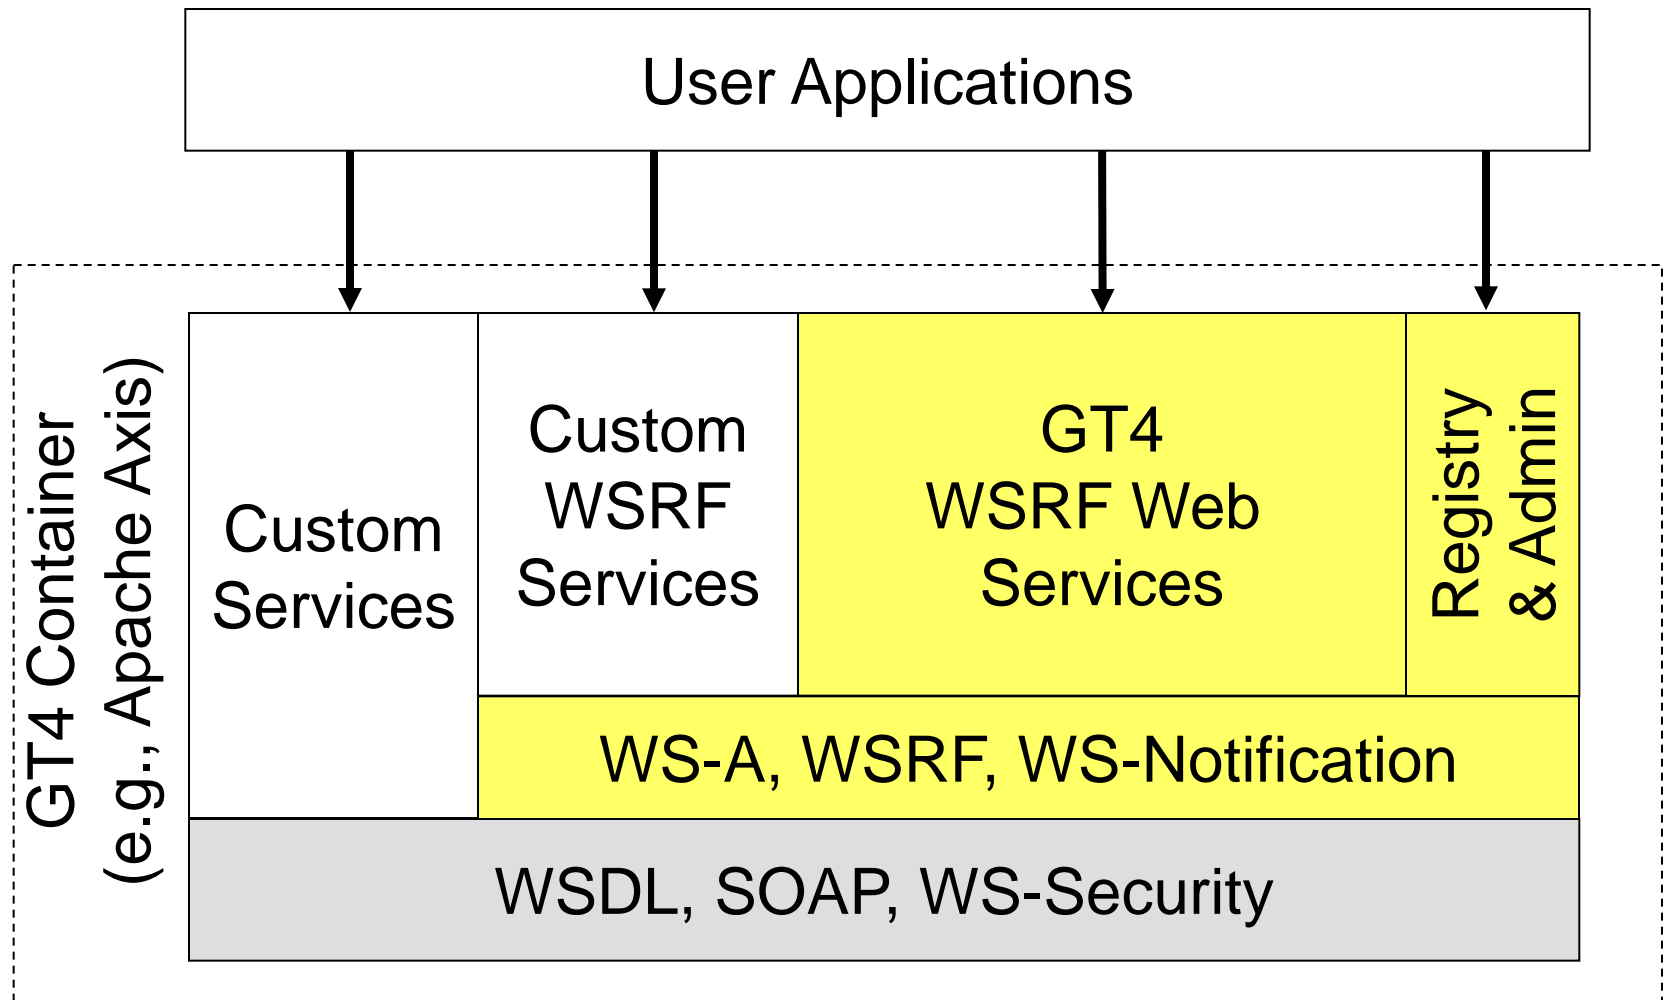 User Applications
GT4 Container
(e.g., Apache Axis)
Custom
Services
Custom
WSRF
Services
GT4
WSRF Web
Services
Registry
& Admin
WS-A, WSRF, WS-Notification
WSDL, SOAP, WS-Security